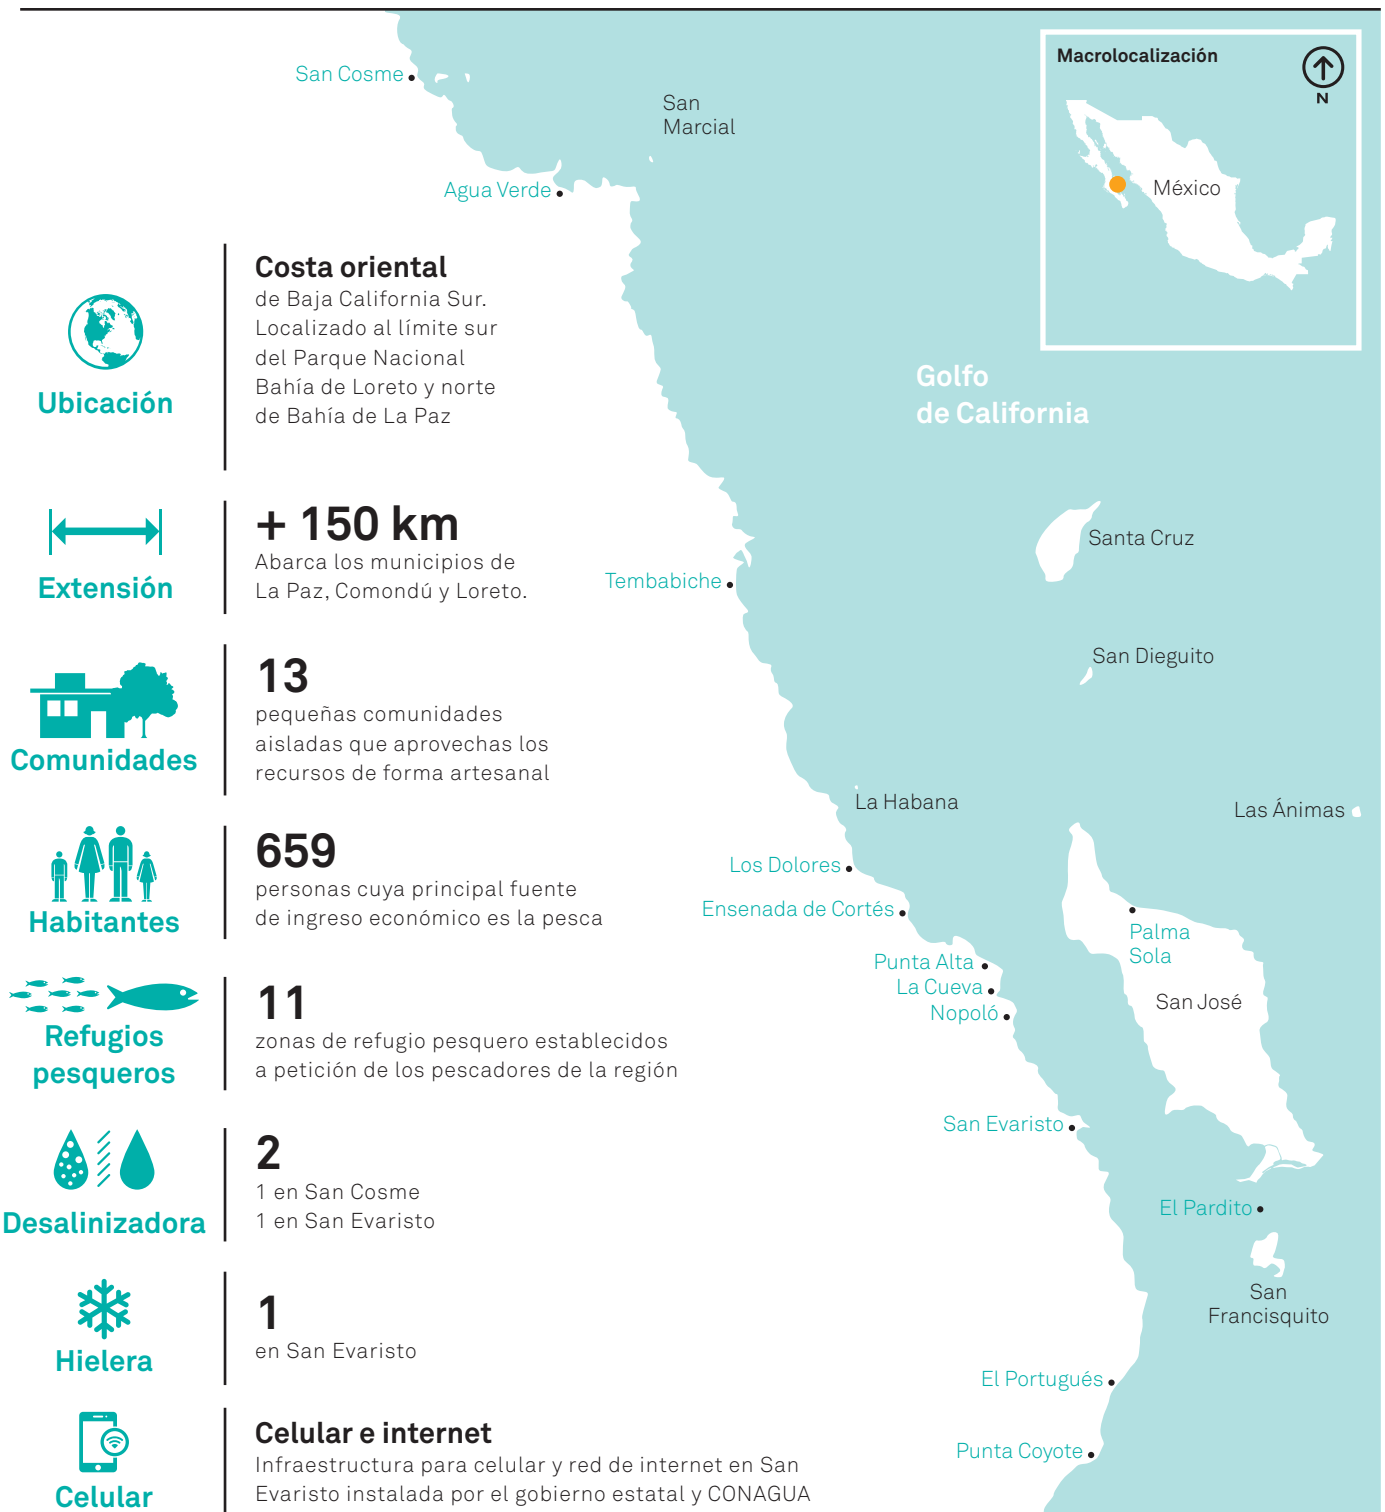 San Cosme
San
Marcial
Agua Verde
Macrolocalización
N
México
Golfo
de California
Ubicación
Costa oriental
de Baja California Sur.
Localizado al límite sur
del Parque Nacional
Bahía de Loreto y norte
de Bahía de La Paz
Extensión
+ 150 km
Abarca los municipios de
La Paz, Comondú y Loreto.
Comunidades
13
pequeñas comunidades
aisladas que aprovechas los
recursos de forma artesanal
Habitantes
659
personas cuya principal fuente
de ingreso económico es la pesca
Refugios
pesqueros
11
zonas de refugio pesquero establecidos
a petición de los pescadores de la región
Desalinizadora
2
1 en San Cosme
1 en San Evaristo
Hielera
1
en San Evaristo
Celular
Celular e internet
Infraestructura para celular y red de internet en San
Evaristo instalada por el gobierno estatal y CONAGUA
Santa Cruz
Tembabiche
San Dieguito
La Habana
Las Ánimas
Los Dolores
Ensenada de Cortés
Palma
Sola
Punta Alta
La Cueva
Nopoló
San José
San Evaristo
El Pardito
San
Francisquito
El Portugués
Punta Coyote